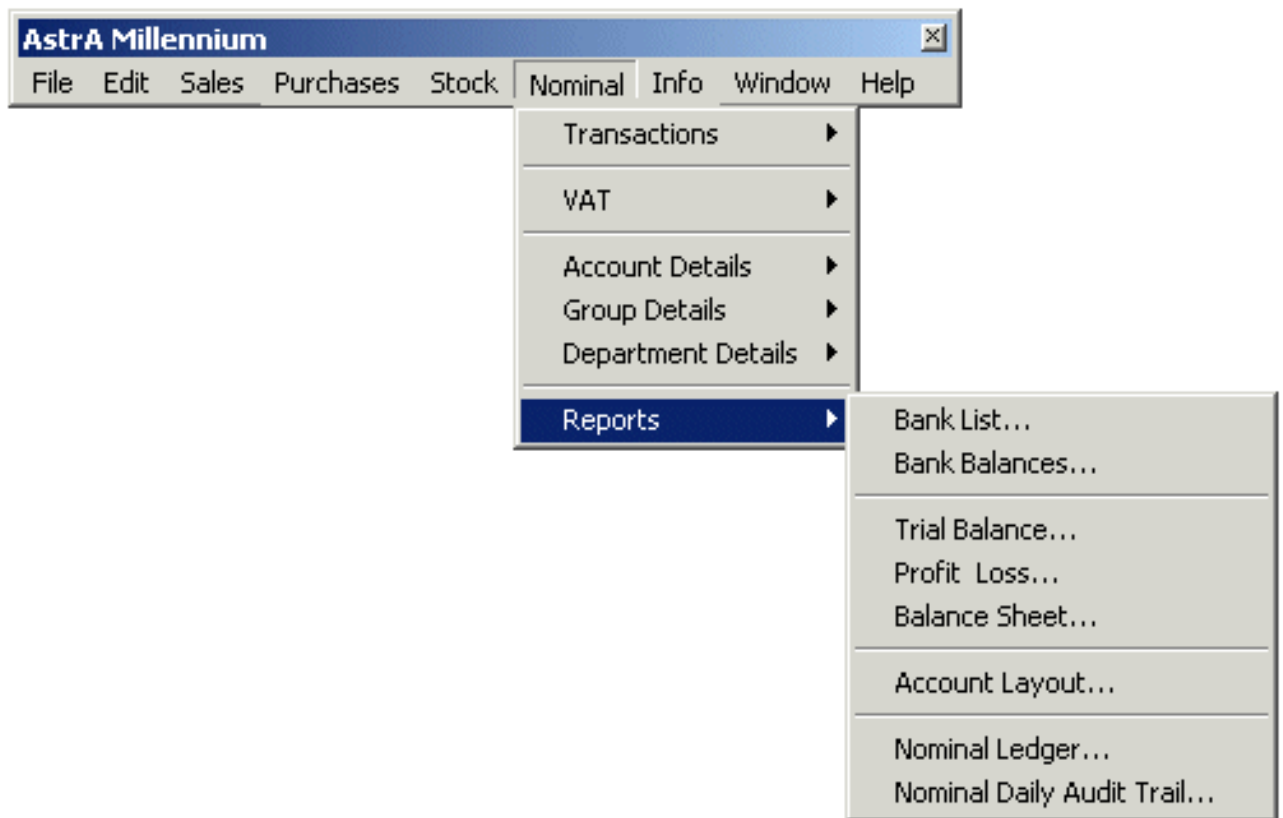 AstrA Millennium
File Edit Sales Purchases Stock Nominal Info Window Help
Transactions
VAT
Account Details
Group Details
Department Details
Reports
Bank List...
Bank Balances...
Trial Balance...
Profit  Loss...
Balance Sheet...
Account Layout...
Nominal Ledger...
Nominal Daily Audit Trail...